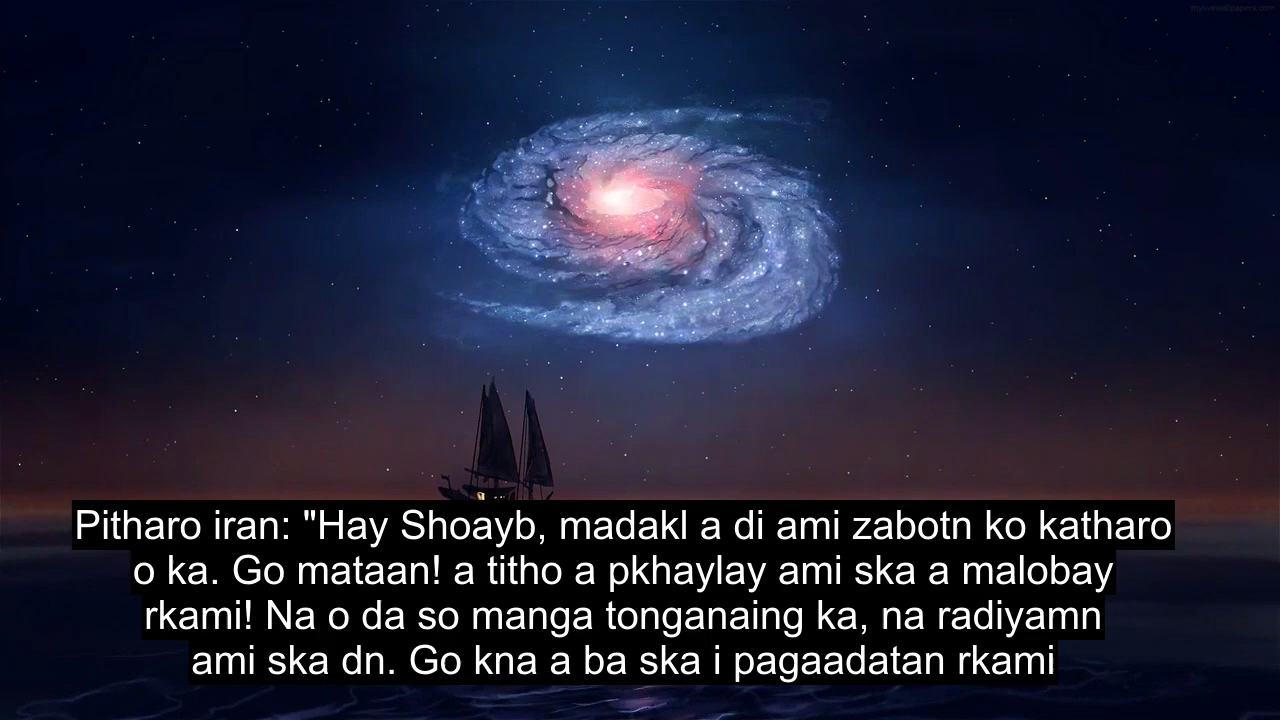 Pitharo iran: "Hay Shoayb, madakl a di ami zabotn ko katharo
o ka. Go mataan! a titho a pkhaylay ami ska a malobay
rkami! Na o da so manga tonganaing ka, na radiyamn
ami ska dn. Go kna a ba ska i pagaadatan rkami